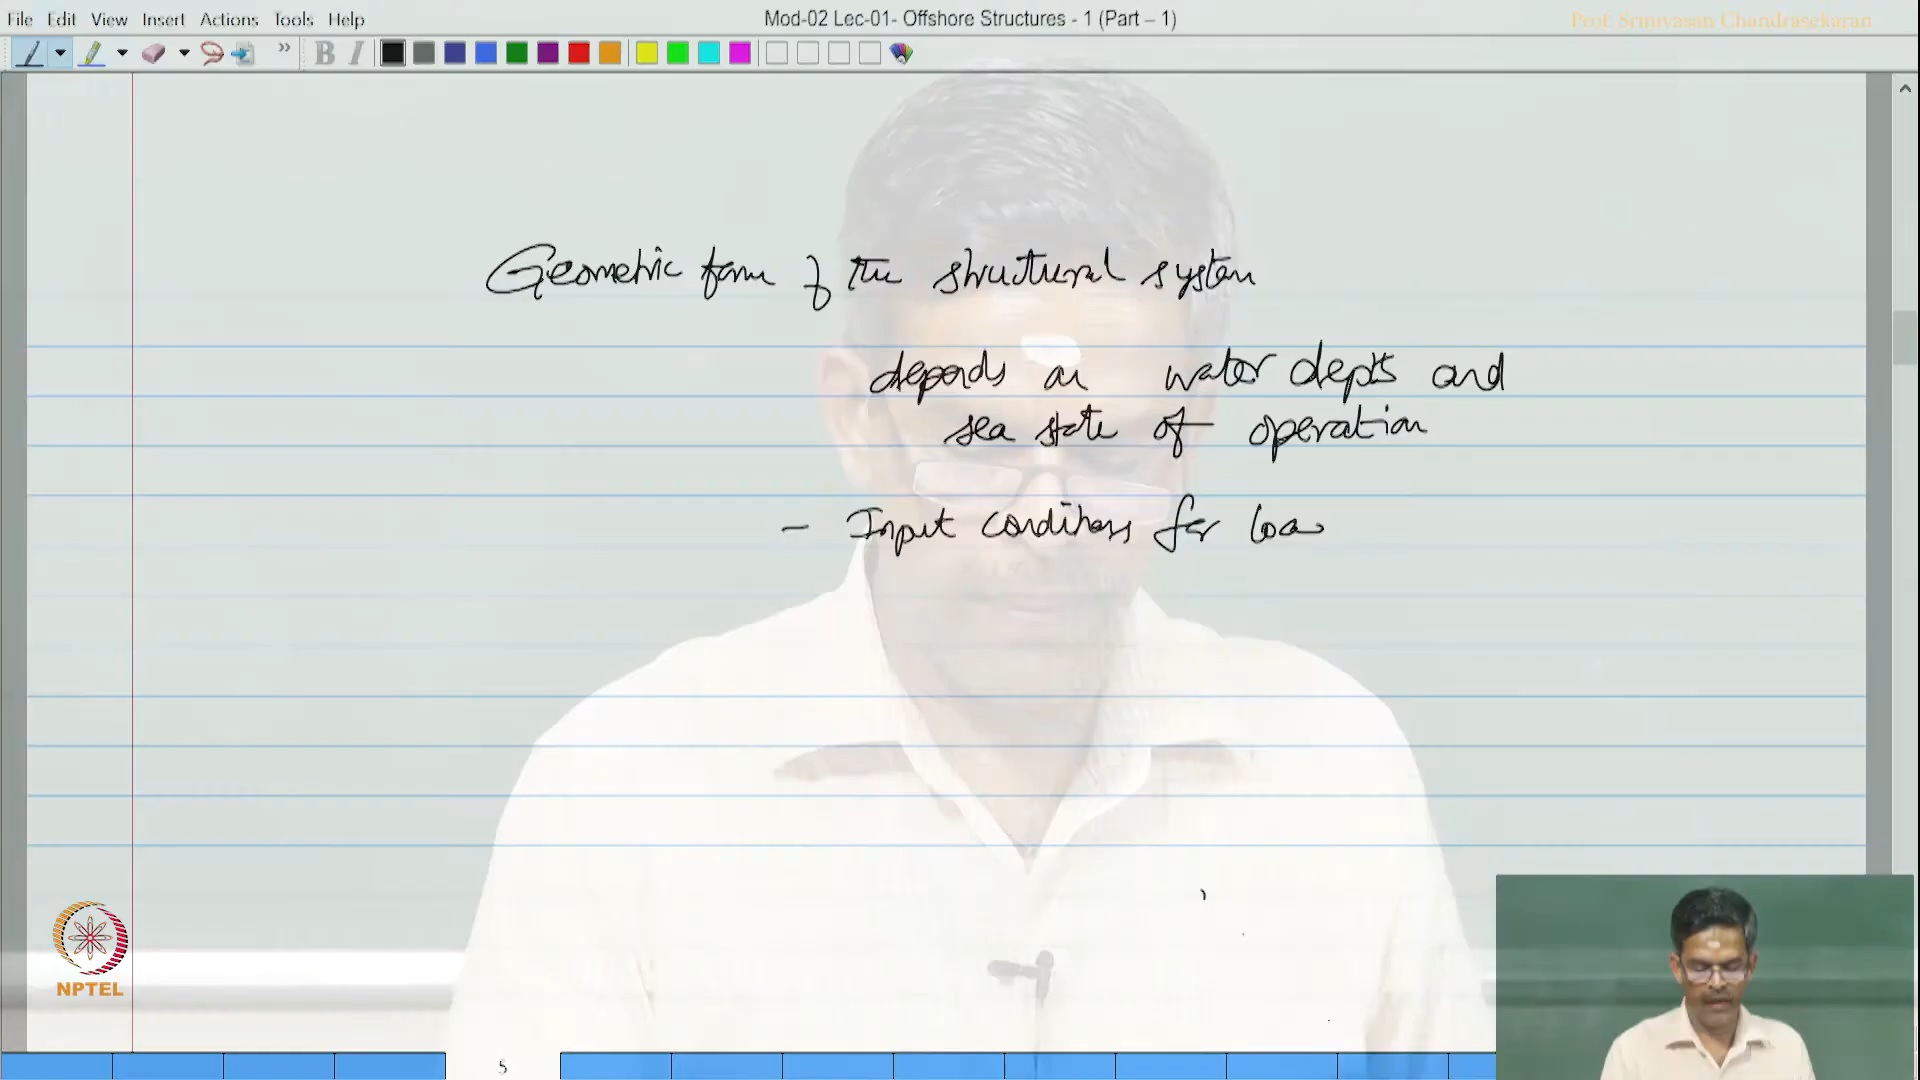 File Edit View Insert Actions Tools Help
Mod-02 Lec-01- Offshore Structures - 1 (Part – 1)
Prof. Srinivasan Chandrasekaran
B I
Geometric form of the structural system
depends on water depth and
sea state of operation
- Input conditions for loa
NPTEL
5